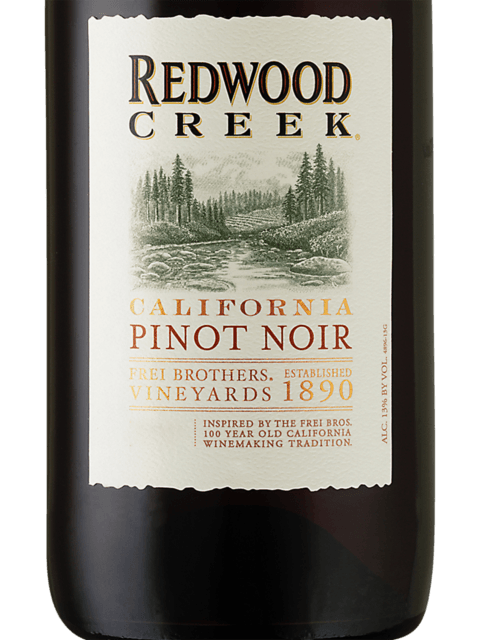 REDWOOD
CREEK®
CALIFORNIA
PINOT NOIR
FREI BROTHERS® ESTABLISHED
VINEYARDS 1890
INSPIRED BY THE FREI BROS.
100 YEAR OLD CALIFORNIA
WINEMAKING TRADITION.
ALC. 13% BY VOL.